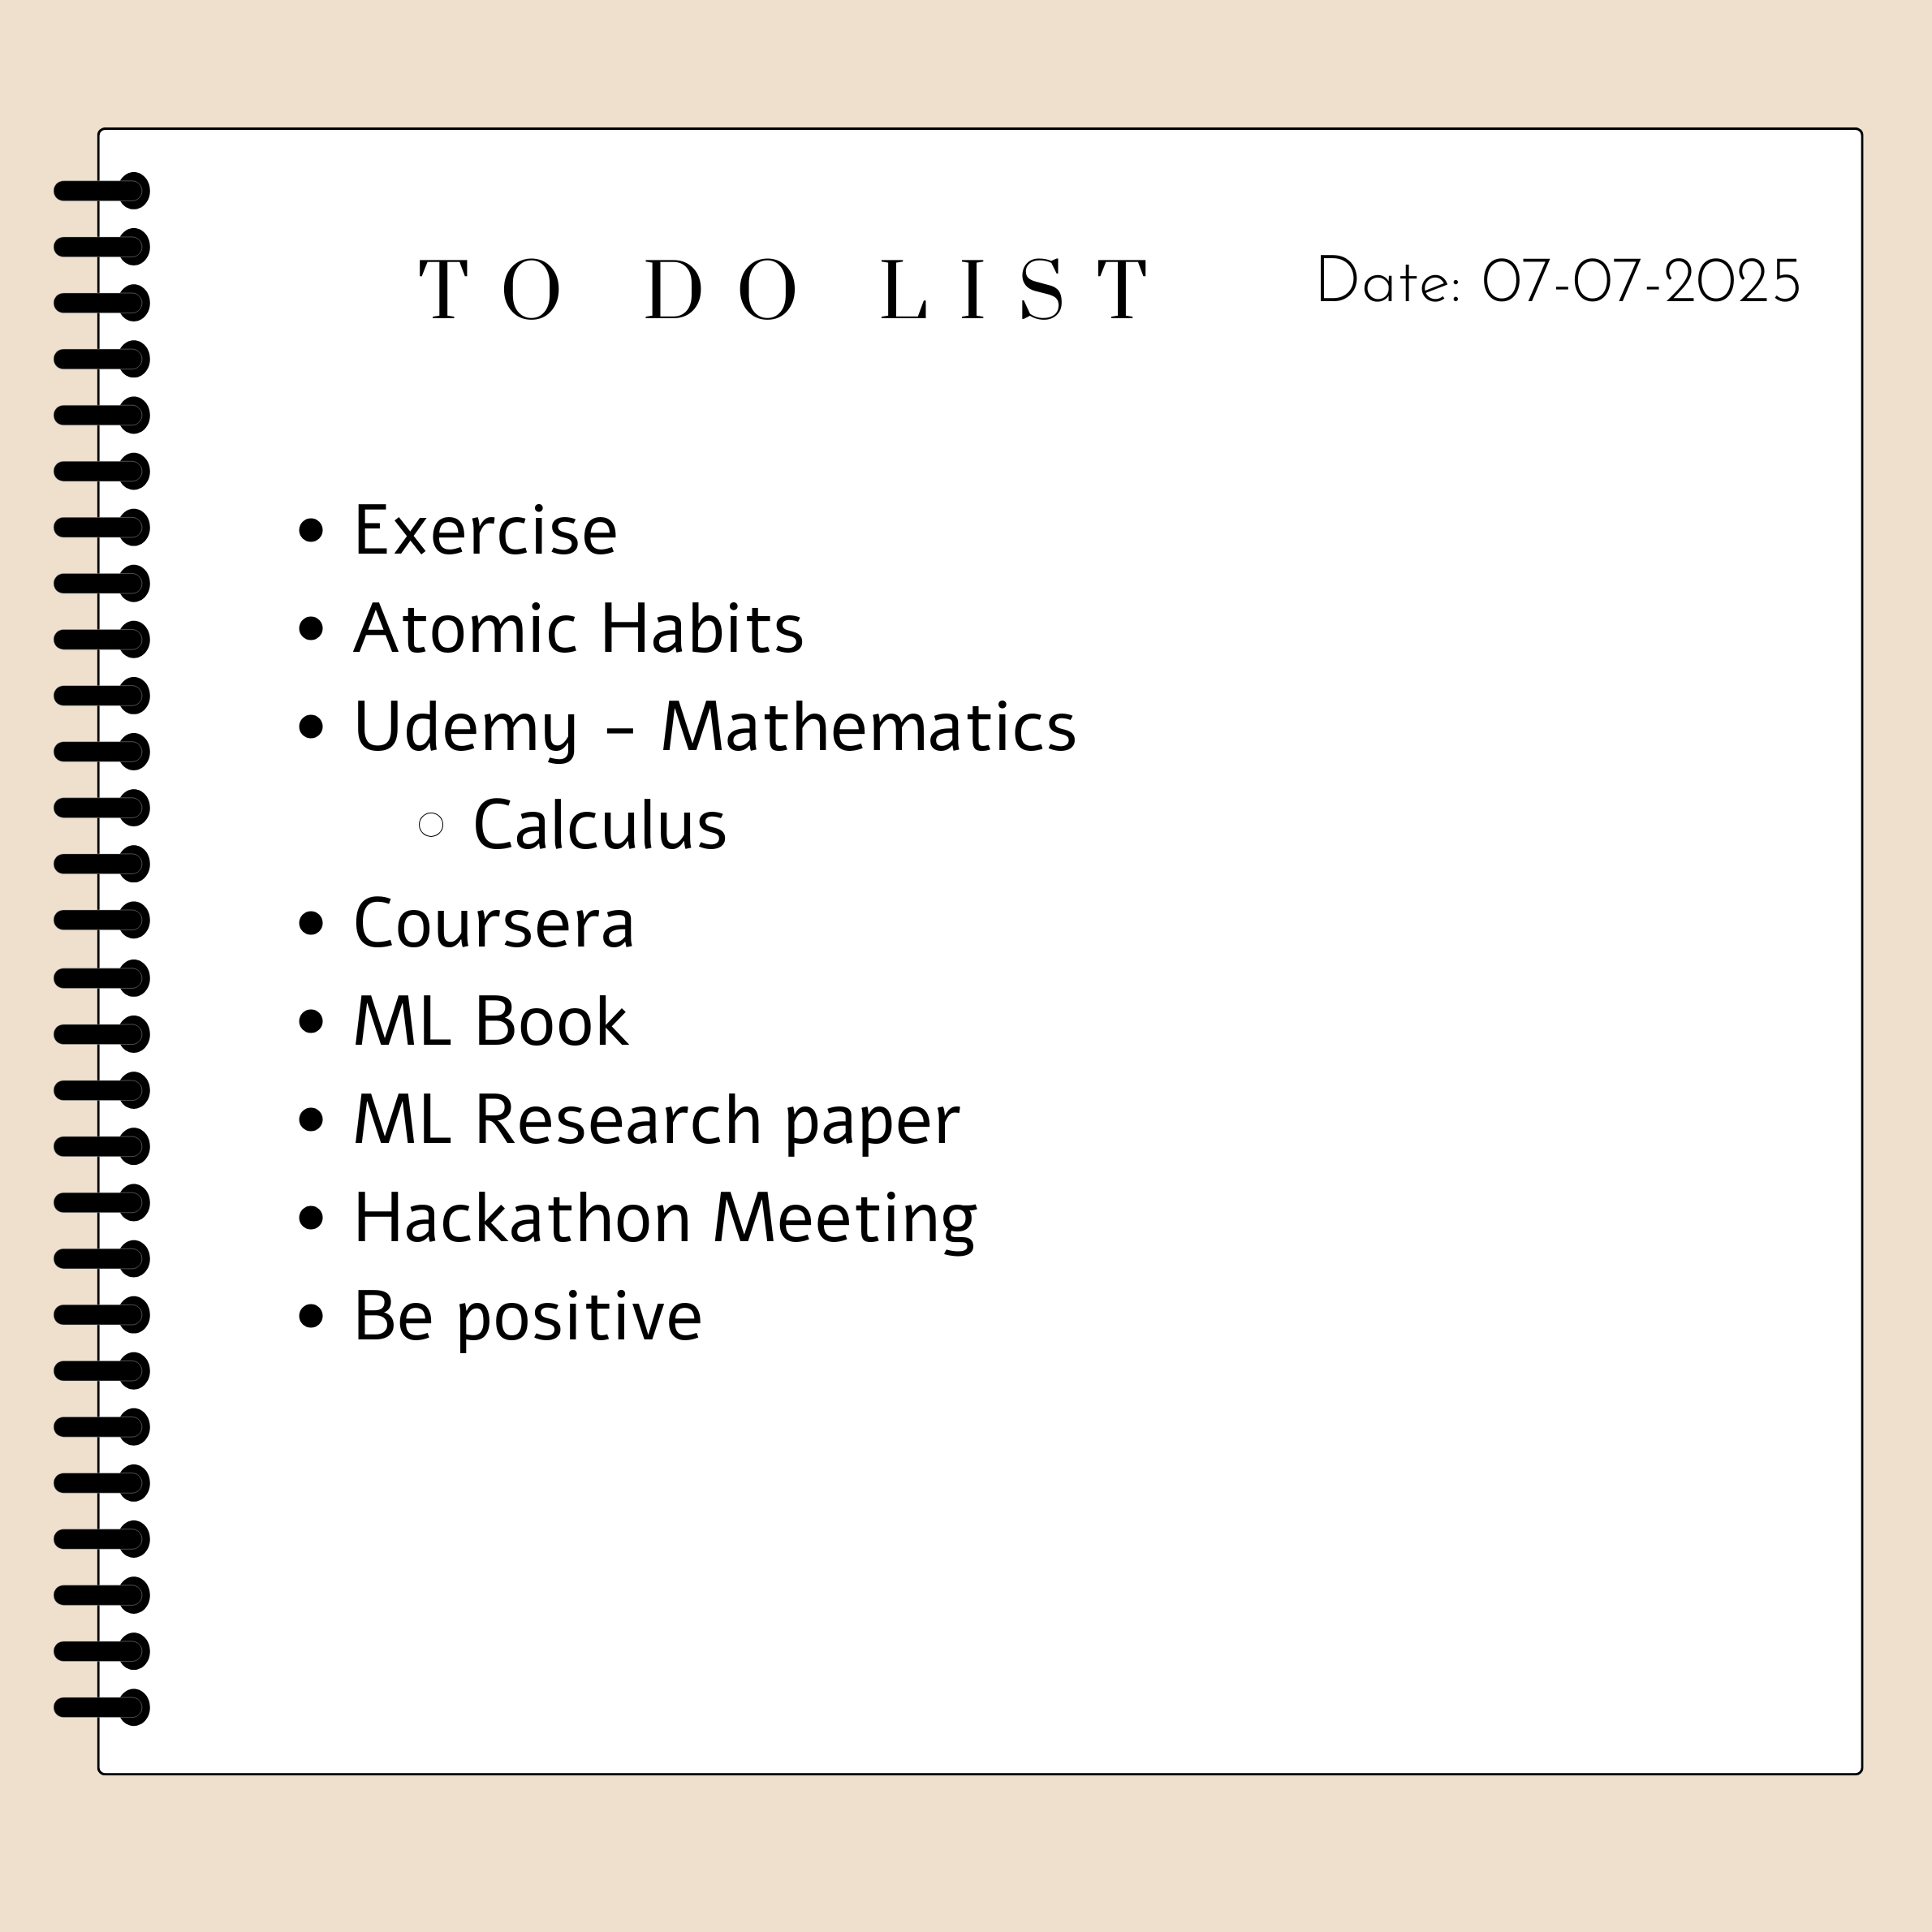 TO DO LIST
Date: 07-07-2025
Exercise
Atomic Habits
Udemy - Mathematics
Calculus
Coursera
ML Book
ML Research paper
Hackathon Meeting
Be positive